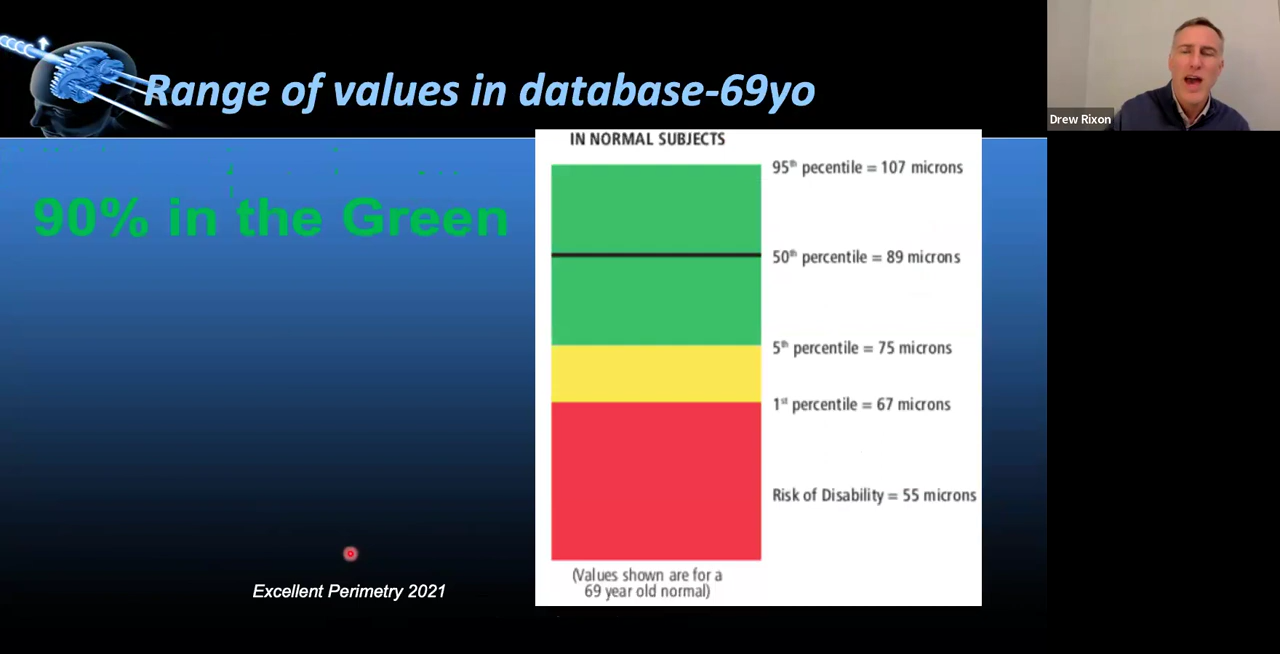 Range of values in database-69yo
Drew Rixon
90% in the Green
IN NORMAL SUBJECTS
95th pecentile = 107 microns
50th percentile = 89 microns
5th percentile = 75 microns
1st percentile = 67 microns
Risk of Disability = 55 microns
(Values shown are for a
69 year old normal)
Excellent Perimetry 2021